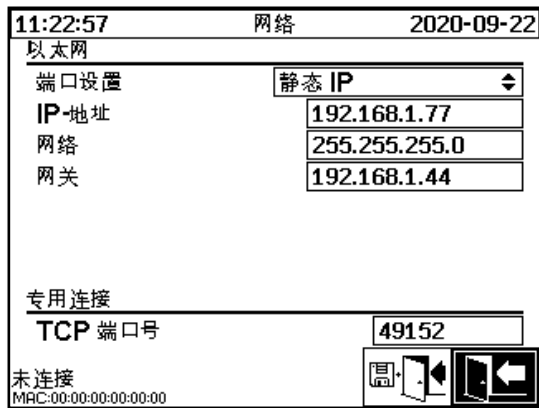 11:22:57 网络 2020-09-22
以太网
端口设置 静态 IP
IP-地址 192.168.1.77
网络 255.255.255.0
网关 192.168.1.44
专用连接
TCP 端口号 49152
未连接
MAC:00:00:00:00:00:00